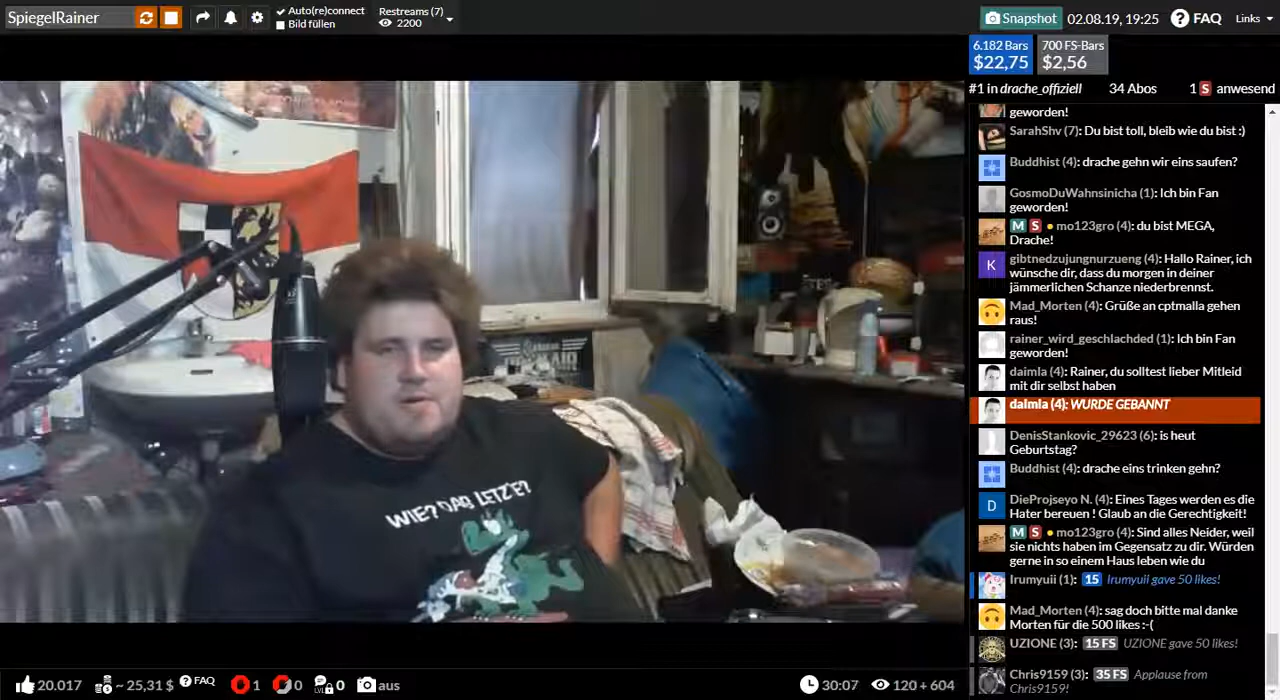 SpiegelRainer
Auto(re)connect
Bild füllen
Restreams (7)
2200
Snapshot
02.08.19, 19:25
? FAQ
Links
6.182 Bars
$22,75
700 FS-Bars
$2,56
#1 in drache_offiziell
34 Abos
1 S anwesend
geworden!
SarahShv (7): Du bist toll, bleib wie du bist :)
Buddhist (4): drache gehn wir eins saufen?
GosmoDuWahnsinicha (1): Ich bin Fan
geworden!
M S mo123gro (4): du bist MEGA,
Drache!
K
gibtnedzujungnurzueng (4): Hallo Rainer, ich
wünsche dir, dass du morgen in deiner
jämmerlichen Schanze niederbrennst.
Mad_Morten (4): Grüße an cptmalla gehen
raus!
rainer_wird_geschlachded (1): Ich bin Fan
geworden!
daimla (4): Rainer, du solltest lieber Mitleid
mit dir selbst haben
daimla (4): WURDE GEBANNT
DenisStankovic_29623 (6): is heut
Geburtstag?
Buddhist (4): drache eins trinken gehn?
D
DieProjseyo N. (4): Eines Tages werden es die
Hater bereuen ! Glaub an die Gerechtigkeit!
M S mo123gro (4): Sind alles Neider, weil
sie nichts haben im Gegensatz zu dir. Würden
gerne in so einem Haus leben wie du
Irumyuii (1): 15 Irumyuii gave 50 likes!
Mad_Morten (4): sag doch bitte mal danke
Morten für die 500 likes :-(
UZIONE (3): 15 FS UZIONE gave 50 likes!
Chris9159 (3): 35 FS Applause from
Chris9159!
WIE? DAS LETZTE?
20.017
~ 25,31 $
? FAQ
1
0
LVL
0
aus
30:07
120 + 604